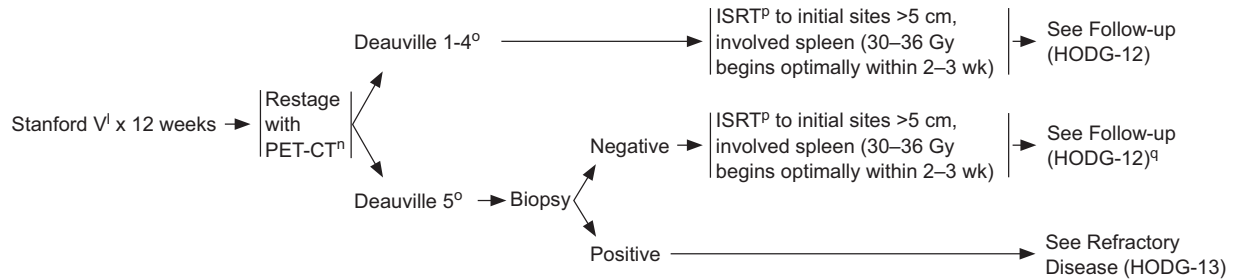 Stanford V^l x 12 weeks
Restage
with
PET-CT^n
Deauville 1-4^o
ISRT^p to initial sites >5 cm,
involved spleen (30–36 Gy
begins optimally within 2–3 wk)
See Follow-up
(HODG-12)
Deauville 5^o
Biopsy
Negative
ISRT^p to initial sites >5 cm,
involved spleen (30–36 Gy
begins optimally within 2–3 wk)
See Follow-up
(HODG-12)^q
Positive
See Refractory
Disease (HODG-13)